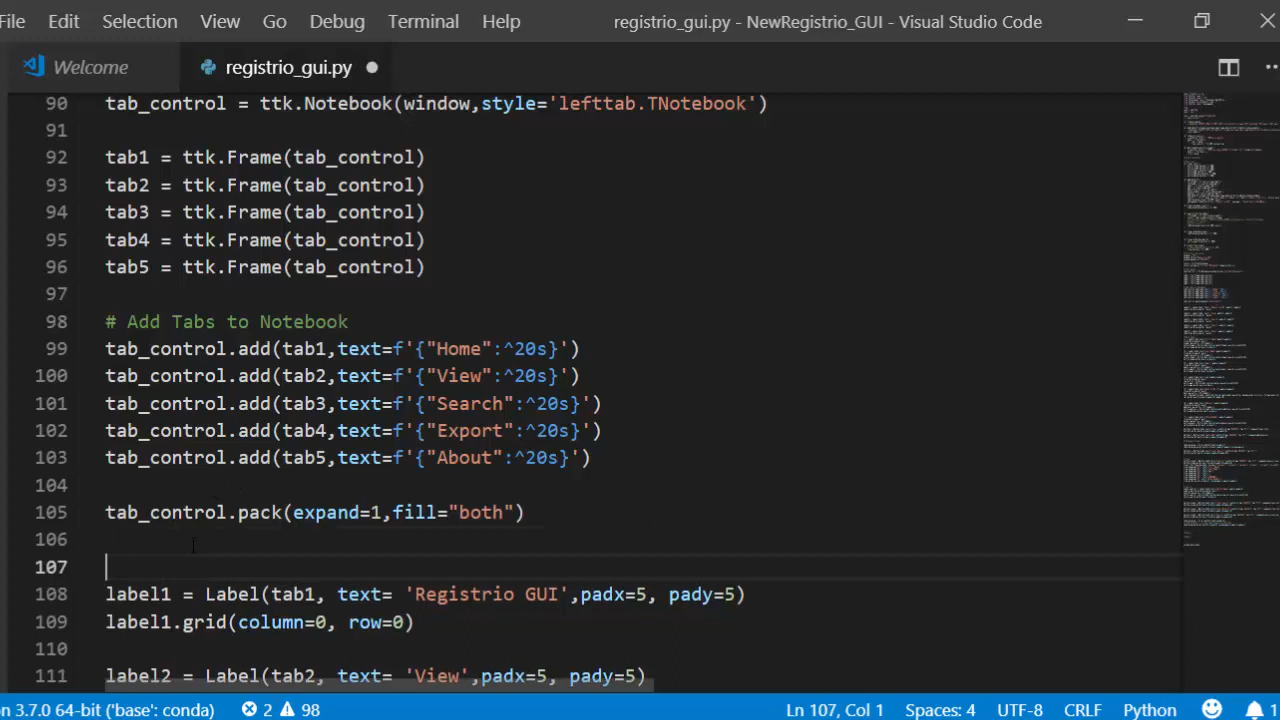 File Edit Selection View Go Debug Terminal Help registrio_gui.py - NewRegistrio_GUI - Visual Studio Code
Welcome registrio_gui.py
90 tab_control = ttk.Notebook(window,style='lefttab.TNotebook')
91
92 tab1 = ttk.Frame(tab_control)
93 tab2 = ttk.Frame(tab_control)
94 tab3 = ttk.Frame(tab_control)
95 tab4 = ttk.Frame(tab_control)
96 tab5 = ttk.Frame(tab_control)
97
98 # Add Tabs to Notebook
99 tab_control.add(tab1,text=f'{"Home":^20s}')
100 tab_control.add(tab2,text=f'{"View":^20s}')
101 tab_control.add(tab3,text=f'{"Search":^20s}')
102 tab_control.add(tab4,text=f'{"Export":^20s}')
103 tab_control.add(tab5,text=f'{"About":^20s}')
104
105 tab_control.pack(expand=1,fill="both")
106
107
108 label1 = Label(tab1, text= 'Registrio GUI',padx=5, pady=5)
109 label1.grid(column=0, row=0)
110
111 label2 = Label(tab2, text= 'View',padx=5, pady=5)
on 3.7.0 64-bit ('base': conda) 2 98 Ln 107, Col 1 Spaces: 4 UTF-8 CRLF Python 1